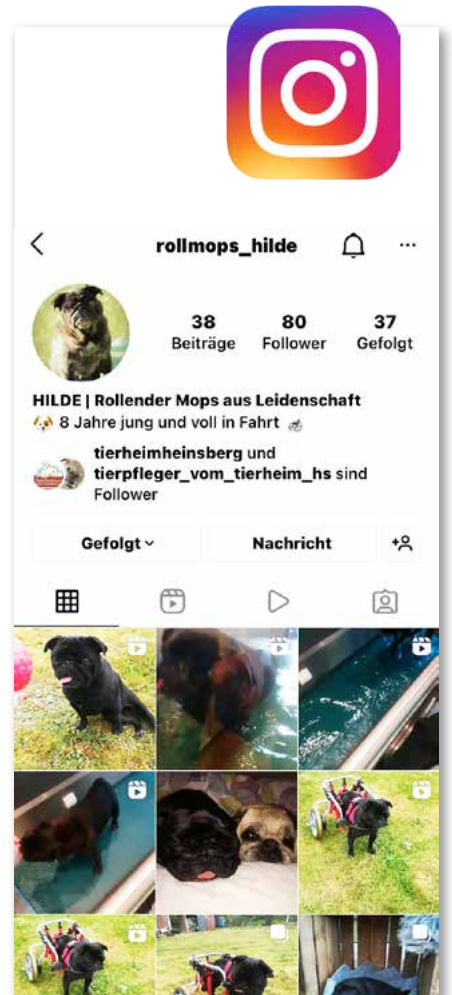 rollmops_hilde
38 80 37
Beiträge Follower Gefolgt
HILDE | Rollender Mops aus Leidenschaft
8 Jahre jung und voll in Fahrt
tierheimheinsberg und
tierpfleger_vom_tierheim_hs sind
Follower
Gefolgt Nachricht